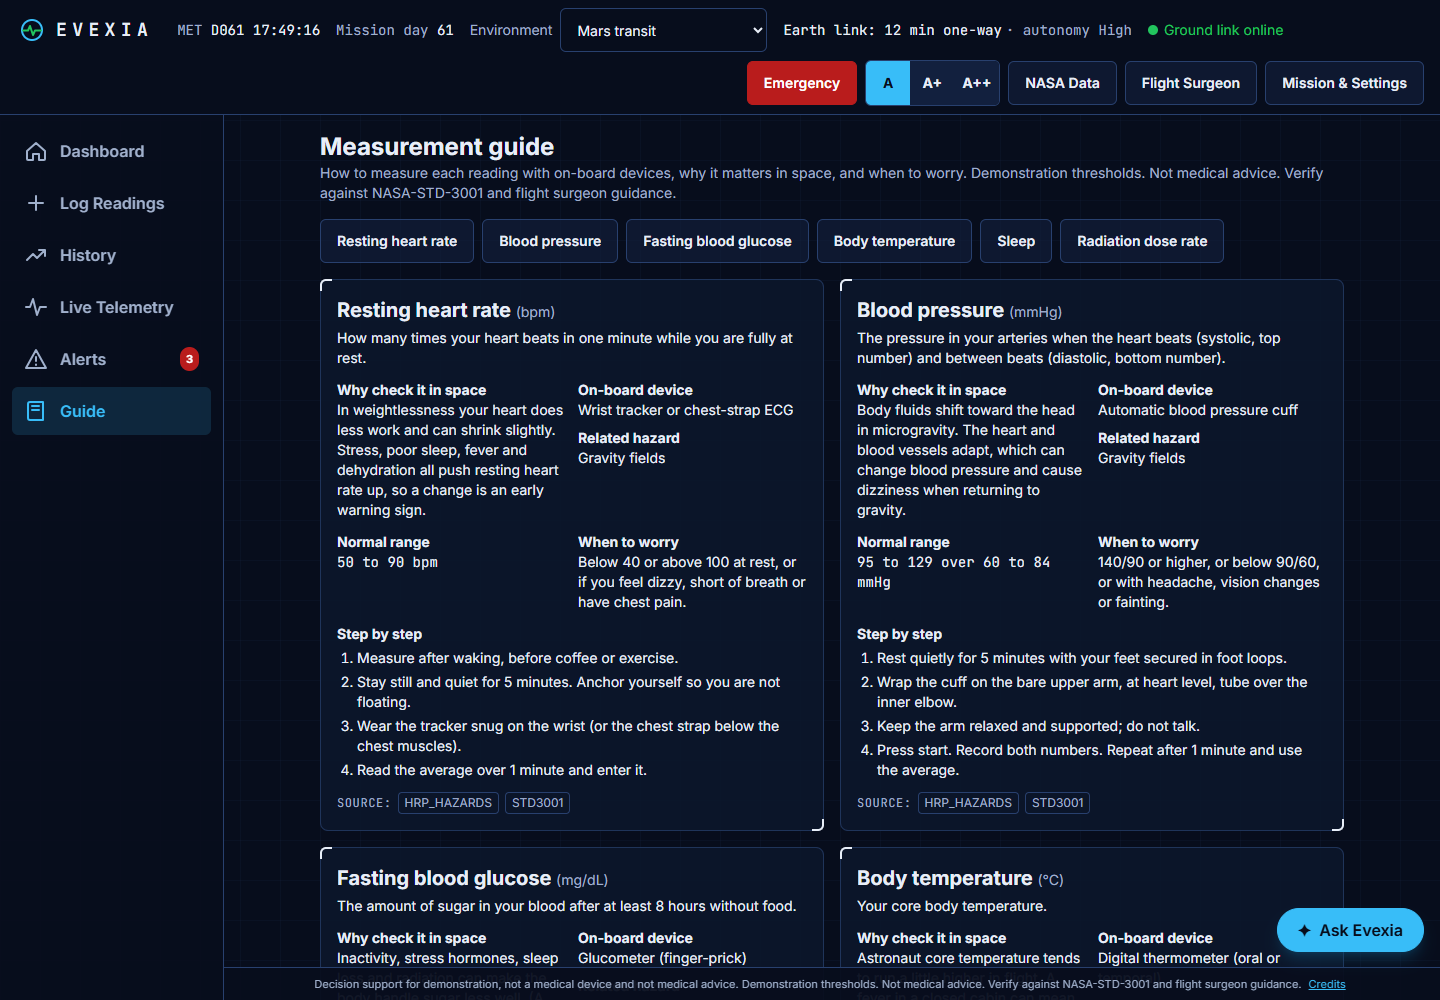 EVEXIA
MET D061 17:49:16 Mission day 61 Environment Mars transit Earth link: 12 min one-way · autonomy High Ground link online
Emergency A A+ A++ NASA Data Flight Surgeon Mission & Settings
Dashboard
Log Readings
History
Live Telemetry
Alerts 3
Guide
Measurement guide
How to measure each reading with on-board devices, why it matters in space, and when to worry. Demonstration thresholds. Not medical advice. Verify
against NASA-STD-3001 and flight surgeon guidance.
Resting heart rate Blood pressure Fasting blood glucose Body temperature Sleep Radiation dose rate
Resting heart rate (bpm)
How many times your heart beats in one minute while you are fully at
rest.
Why check it in space
In weightlessness your heart does
less work and can shrink slightly.
Stress, poor sleep, fever and
dehydration all push resting heart
rate up, so a change is an early
warning sign.
On-board device
Wrist tracker or chest-strap ECG
Related hazard
Gravity fields
Normal range
50 to 90 bpm
When to worry
Below 40 or above 100 at rest, or
if you feel dizzy, short of breath or
have chest pain.
Step by step
1. Measure after waking, before coffee or exercise.
2. Stay still and quiet for 5 minutes. Anchor yourself so you are not
floating.
3. Wear the tracker snug on the wrist (or the chest strap below the
chest muscles).
4. Read the average over 1 minute and enter it.
SOURCE: HRP_HAZARDS STD3001
Blood pressure (mmHg)
The pressure in your arteries when the heart beats (systolic, top
number) and between beats (diastolic, bottom number).
Why check it in space
Body fluids shift toward the head
in microgravity. The heart and
blood vessels adapt, which can
change blood pressure and cause
dizziness when returning to
gravity.
On-board device
Automatic blood pressure cuff
Related hazard
Gravity fields
Normal range
95 to 129 over 60 to 84
mmHg
When to worry
140/90 or higher, or below 90/60,
or with headache, vision changes
or fainting.
Step by step
1. Rest quietly for 5 minutes with your feet secured in foot loops.
2. Wrap the cuff on the bare upper arm, at heart level, tube over the
inner elbow.
3. Keep the arm relaxed and supported; do not talk.
4. Press start. Record both numbers. Repeat after 1 minute and use
the average.
SOURCE: HRP_HAZARDS STD3001
Fasting blood glucose (mg/dL)
The amount of sugar in your blood after at least 8 hours without food.
Why check it in space
Inactivity, stress hormones, sleep
On-board device
Glucometer (finger-prick)
Body temperature (°C)
Your core body temperature.
Why check it in space
Astronaut core temperature tends
On-board device
Digital thermometer (oral or
Ask Evexia
Decision support for demonstration, not a medical device and not medical advice. Demonstration thresholds. Not medical advice. Verify against NASA-STD-3001 and flight surgeon guidance. Credits